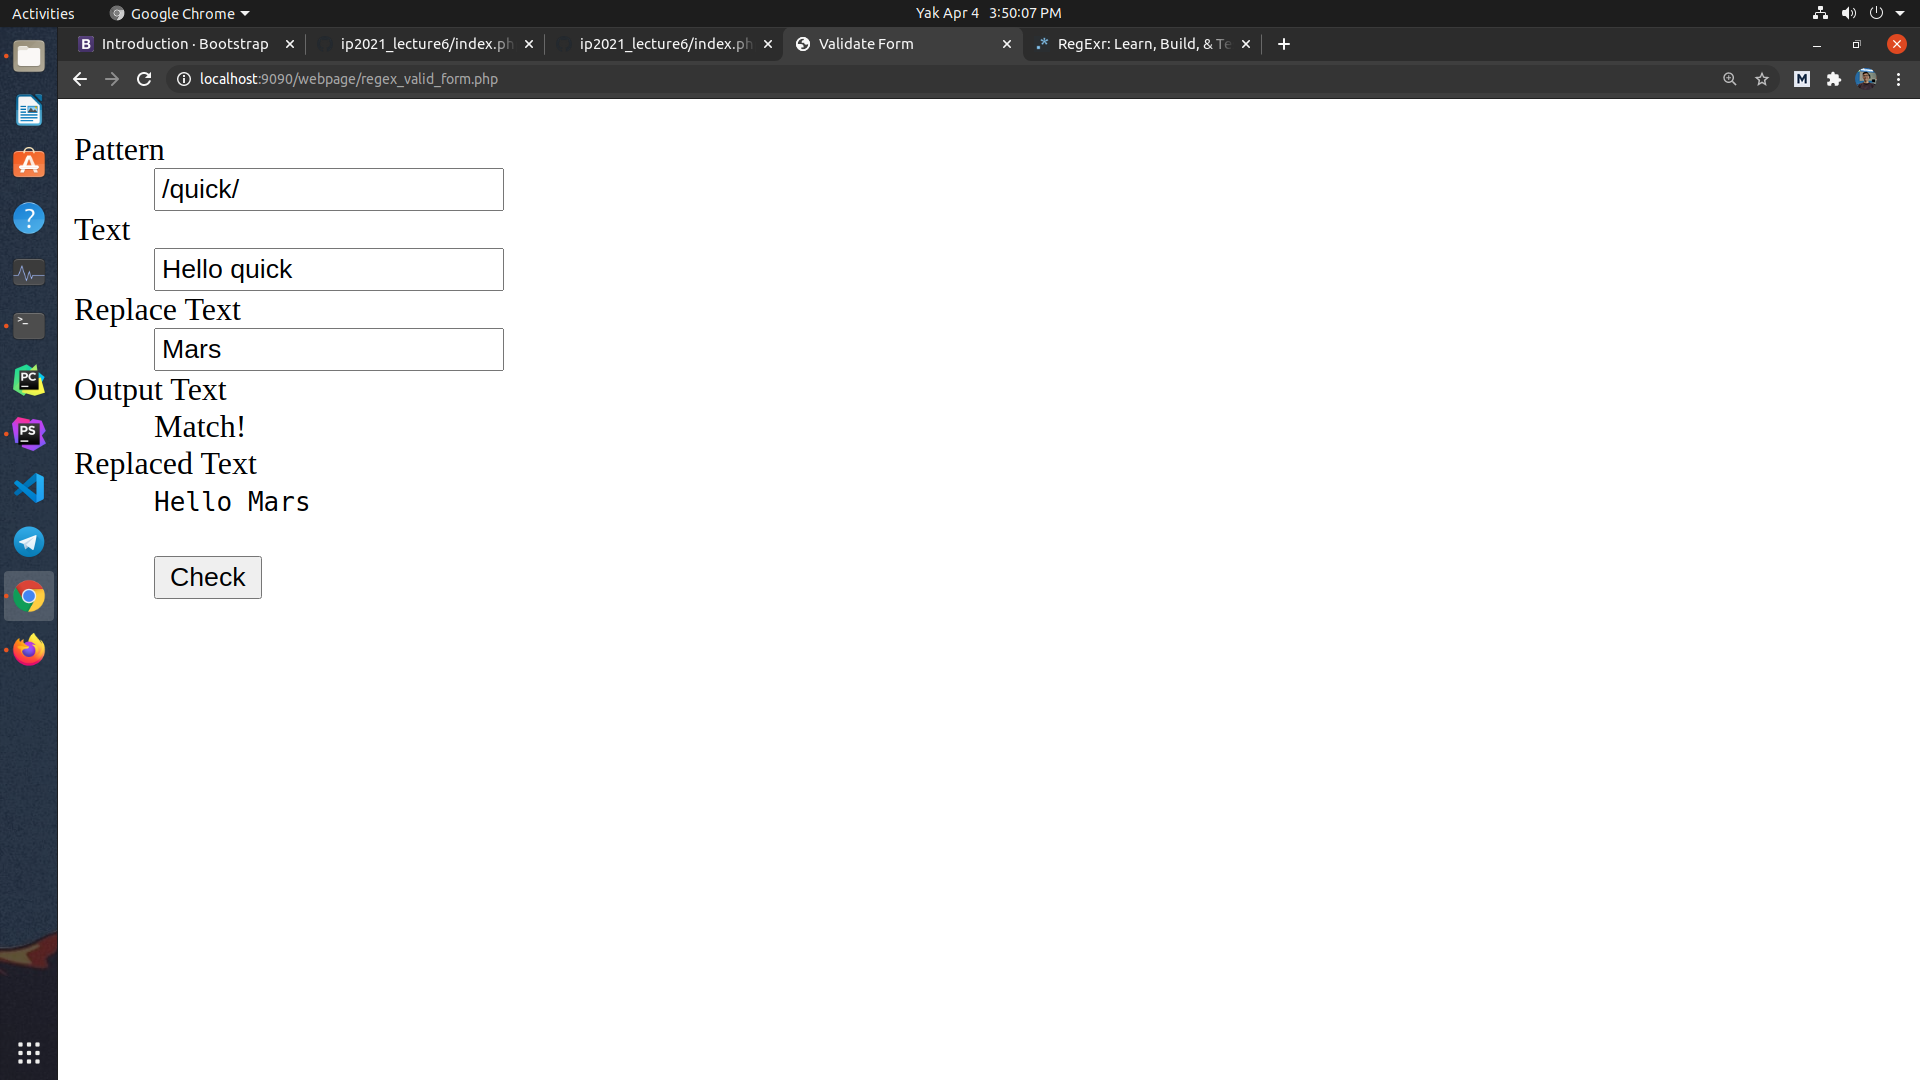 Activities
Google Chrome
Yak Apr 4 3:50:07 PM
Introduction · Bootstrap
ip2021_lecture6/index.ph
ip2021_lecture6/index.ph
Validate Form
RegExr: Learn, Build, & Te
localhost:9090/webpage/regex_valid_form.php
Pattern
/quick/
Text
Hello quick
Replace Text
Mars
Output Text
Match!
Replaced Text
Hello Mars
Check